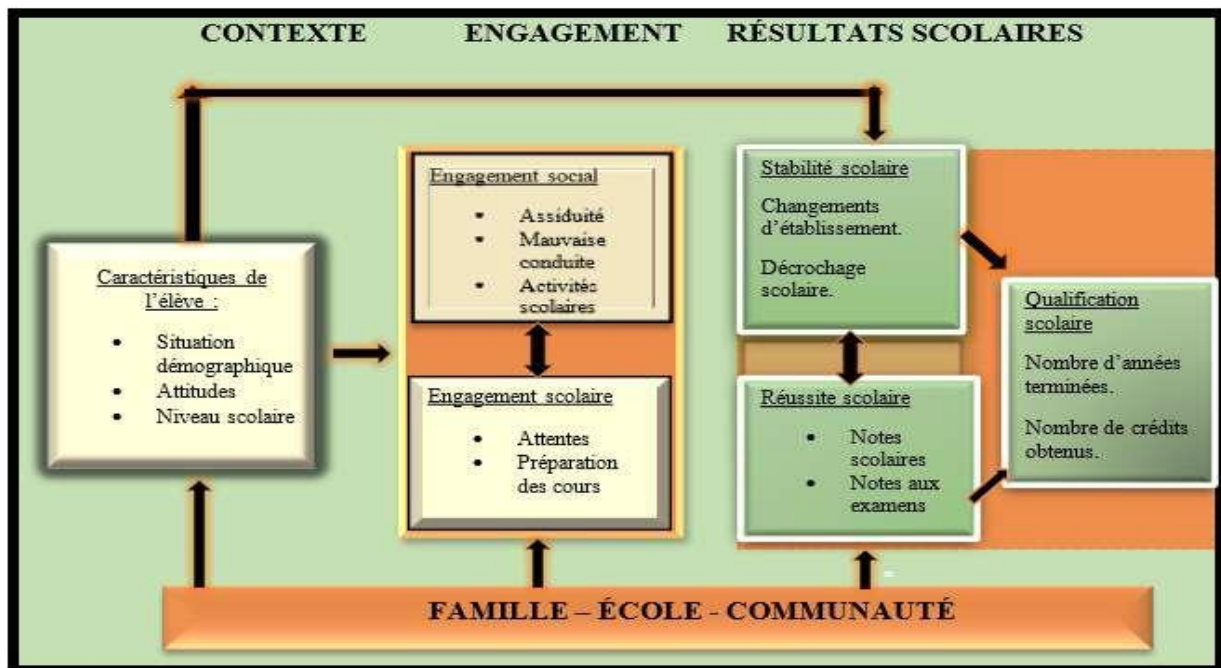 CONTEXTE
ENGAGEMENT
RÉSULTATS SCOLAIRES
Caractéristiques de
l'élève :
• Situation
démographique
• Attitudes
• Niveau scolaire
Engagement social
• Assiduité
• Mauvaise
conduite
• Activités
scolaires
Engagement scolaire
• Attentes
• Préparation
des cours
Stabilité scolaire
Changements
d'établissement.
Décrochage
scolaire.
Réussite scolaire
• Notes
scolaires
• Notes aux
examens
Qualification
scolaire
Nombre d'années
terminées.
Nombre de crédits
obtenus.
FAMILLE – ÉCOLE - COMMUNAUTÉ